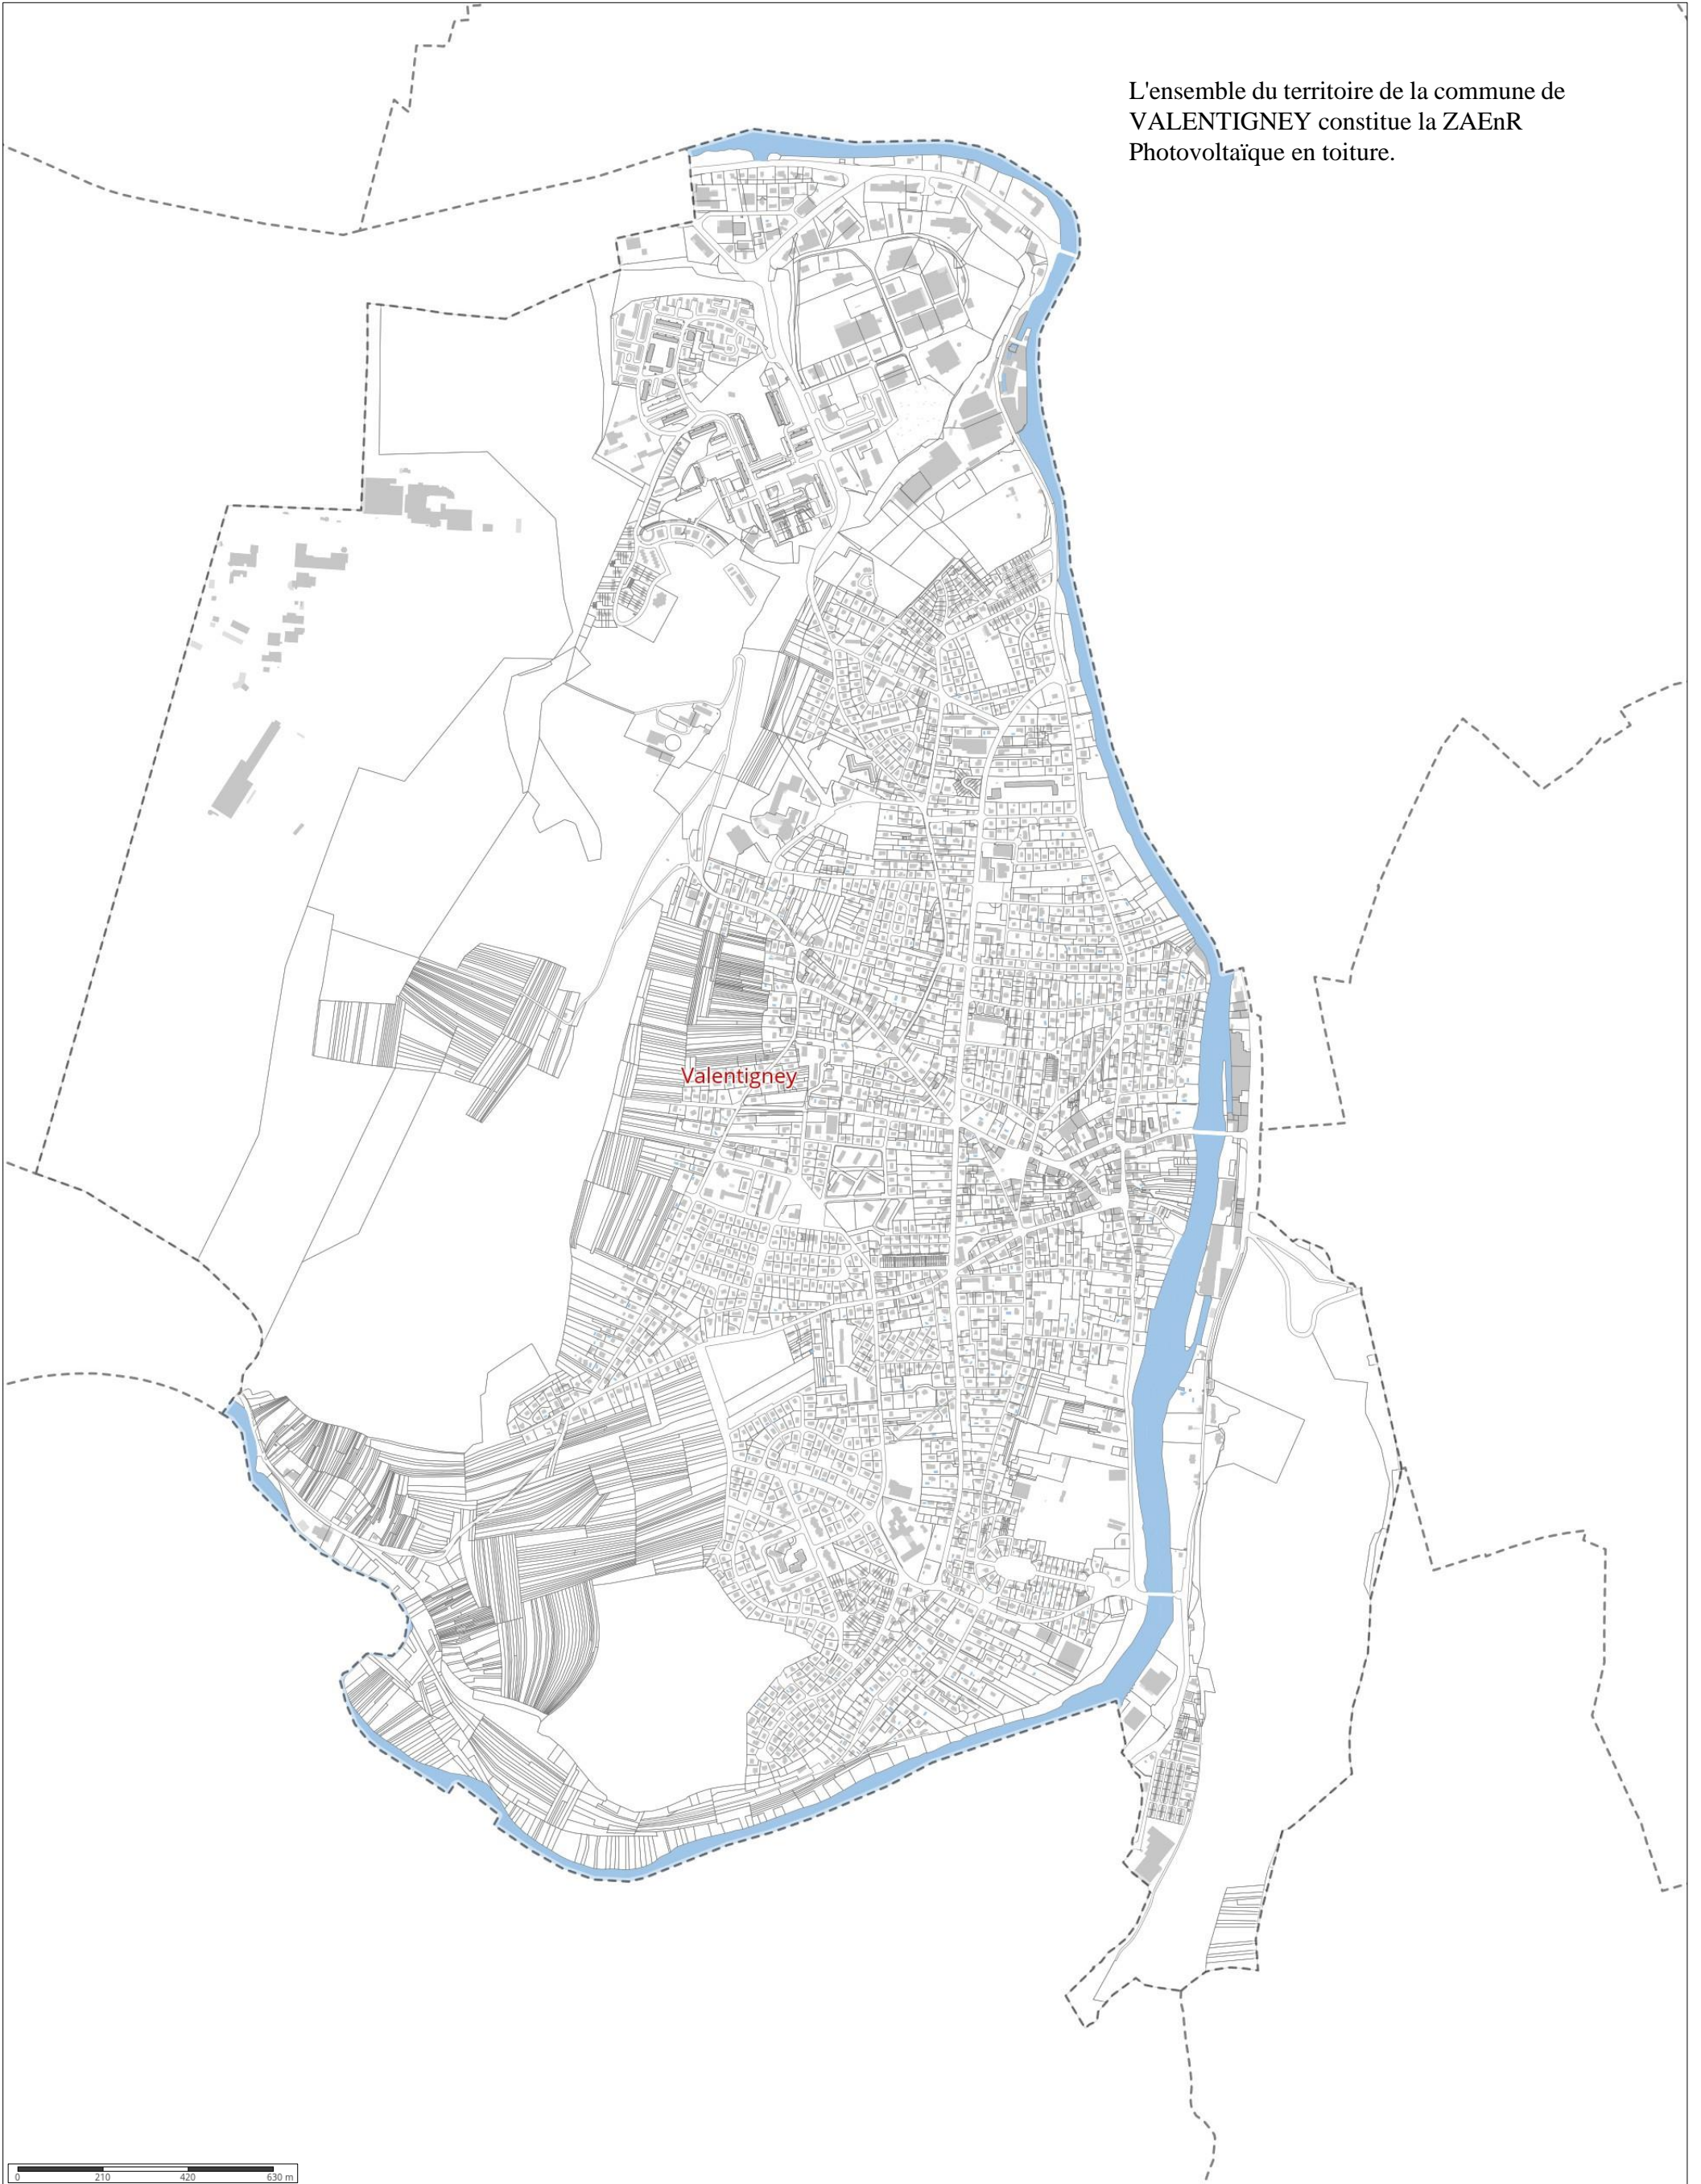 L'ensemble du territoire de la commune de
VALENTIGNEY constitue la ZAEnR
Photovoltaïque en toiture.
Valentigney
0 210 420 630 m